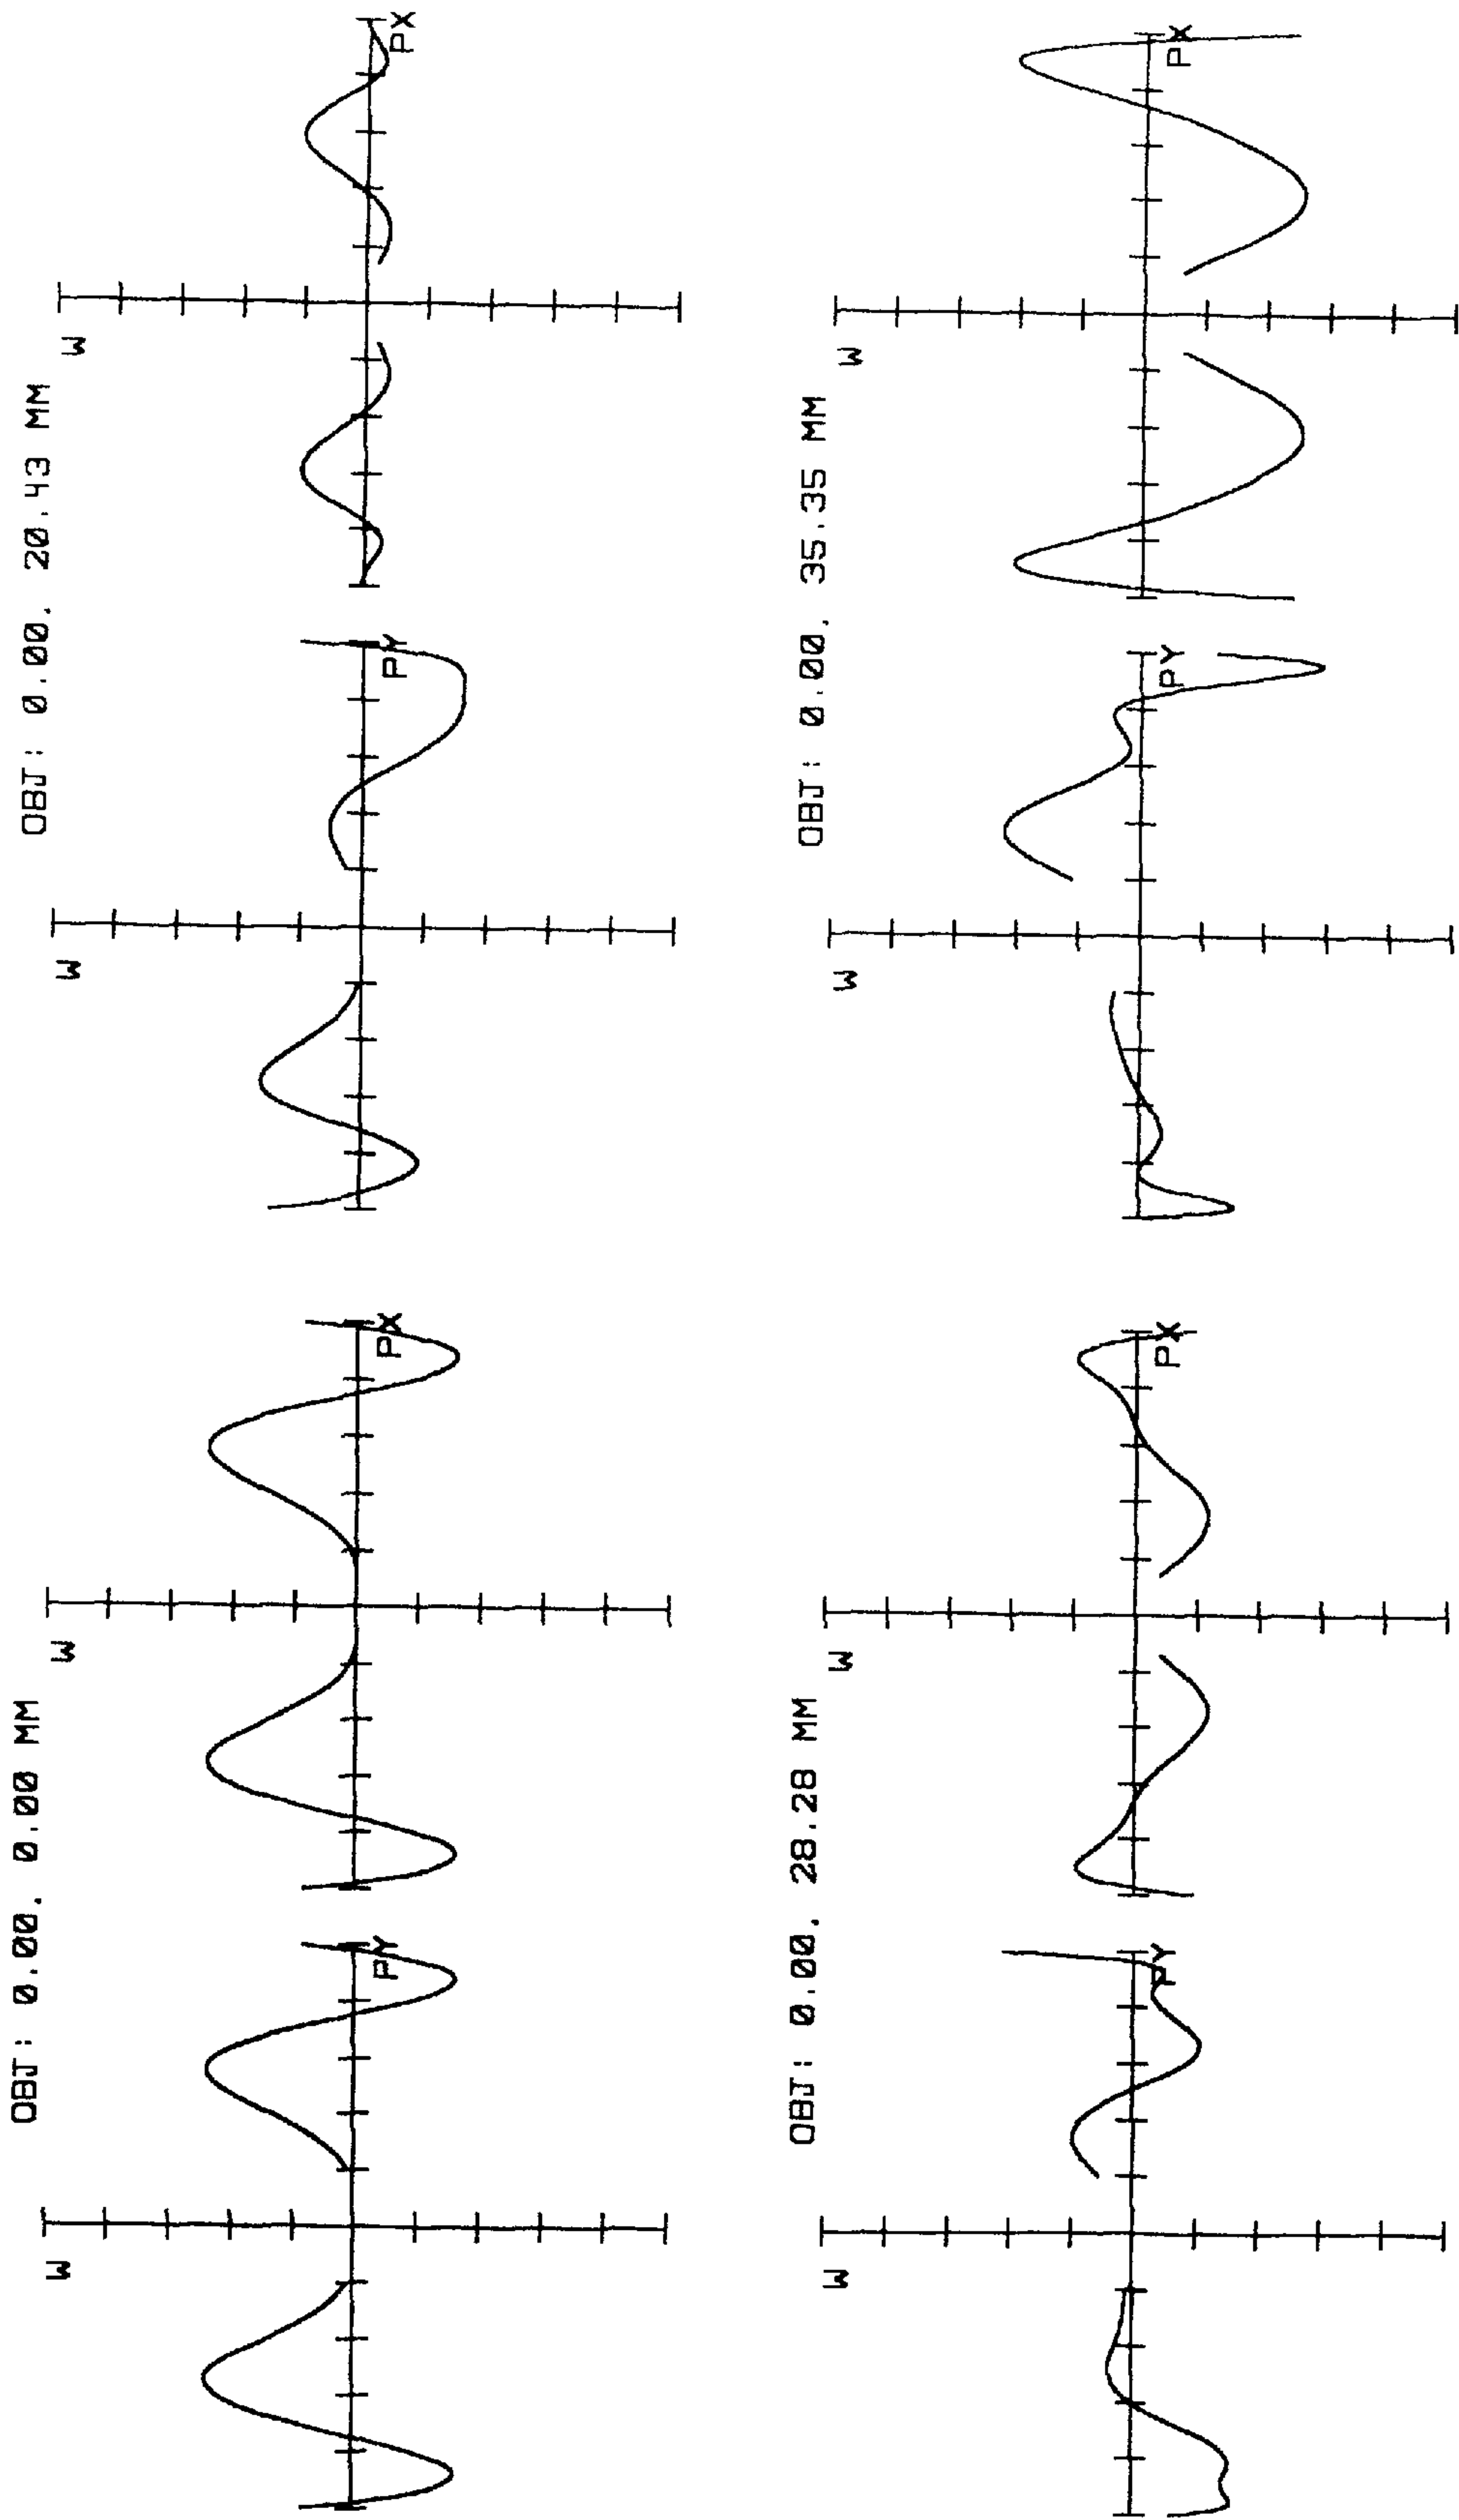 OBJ: 0.00, 0.00 MM
OBJ: 0.00, 20.43 MM
W
W
W
W
PY
PX
PY
PX
OBJ: 0.00, 28.28 MM
OBJ: 0.00, 35.35 MM
W
W
W
W
PY
PX
PY
PX